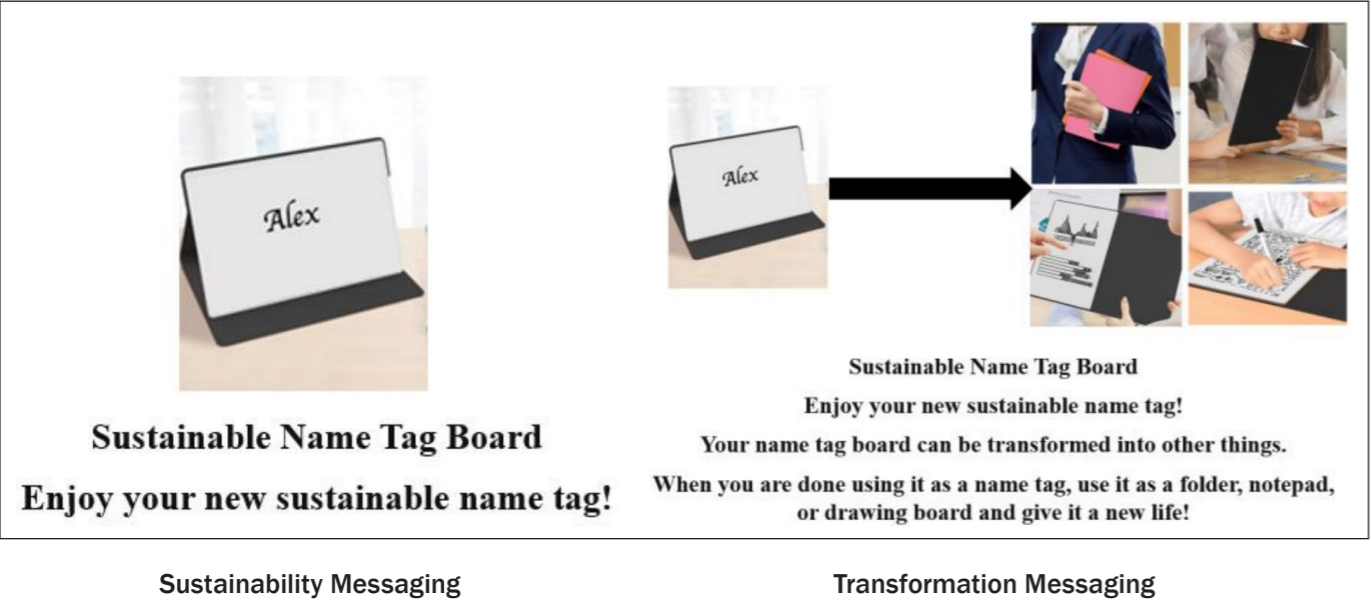 Alex
Sustainable Name Tag Board
Enjoy your new sustainable name tag!
Alex
Sustainable Name Tag Board
Enjoy your new sustainable name tag!
Your name tag board can be transformed into other things.
When you are done using it as a name tag, use it as a folder, notepad,
or drawing board and give it a new life!
Sustainability Messaging
Transformation Messaging